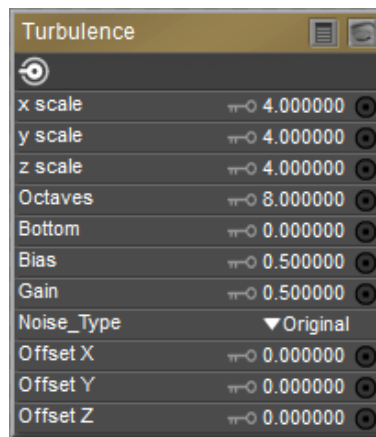 Turbulence
x scale 4.000000
y scale 4.000000
z scale 4.000000
Octaves 8.000000
Bottom 0.000000
Bias 0.500000
Gain 0.500000
Noise_Type Original
Offset X 0.000000
Offset Y 0.000000
Offset Z 0.000000